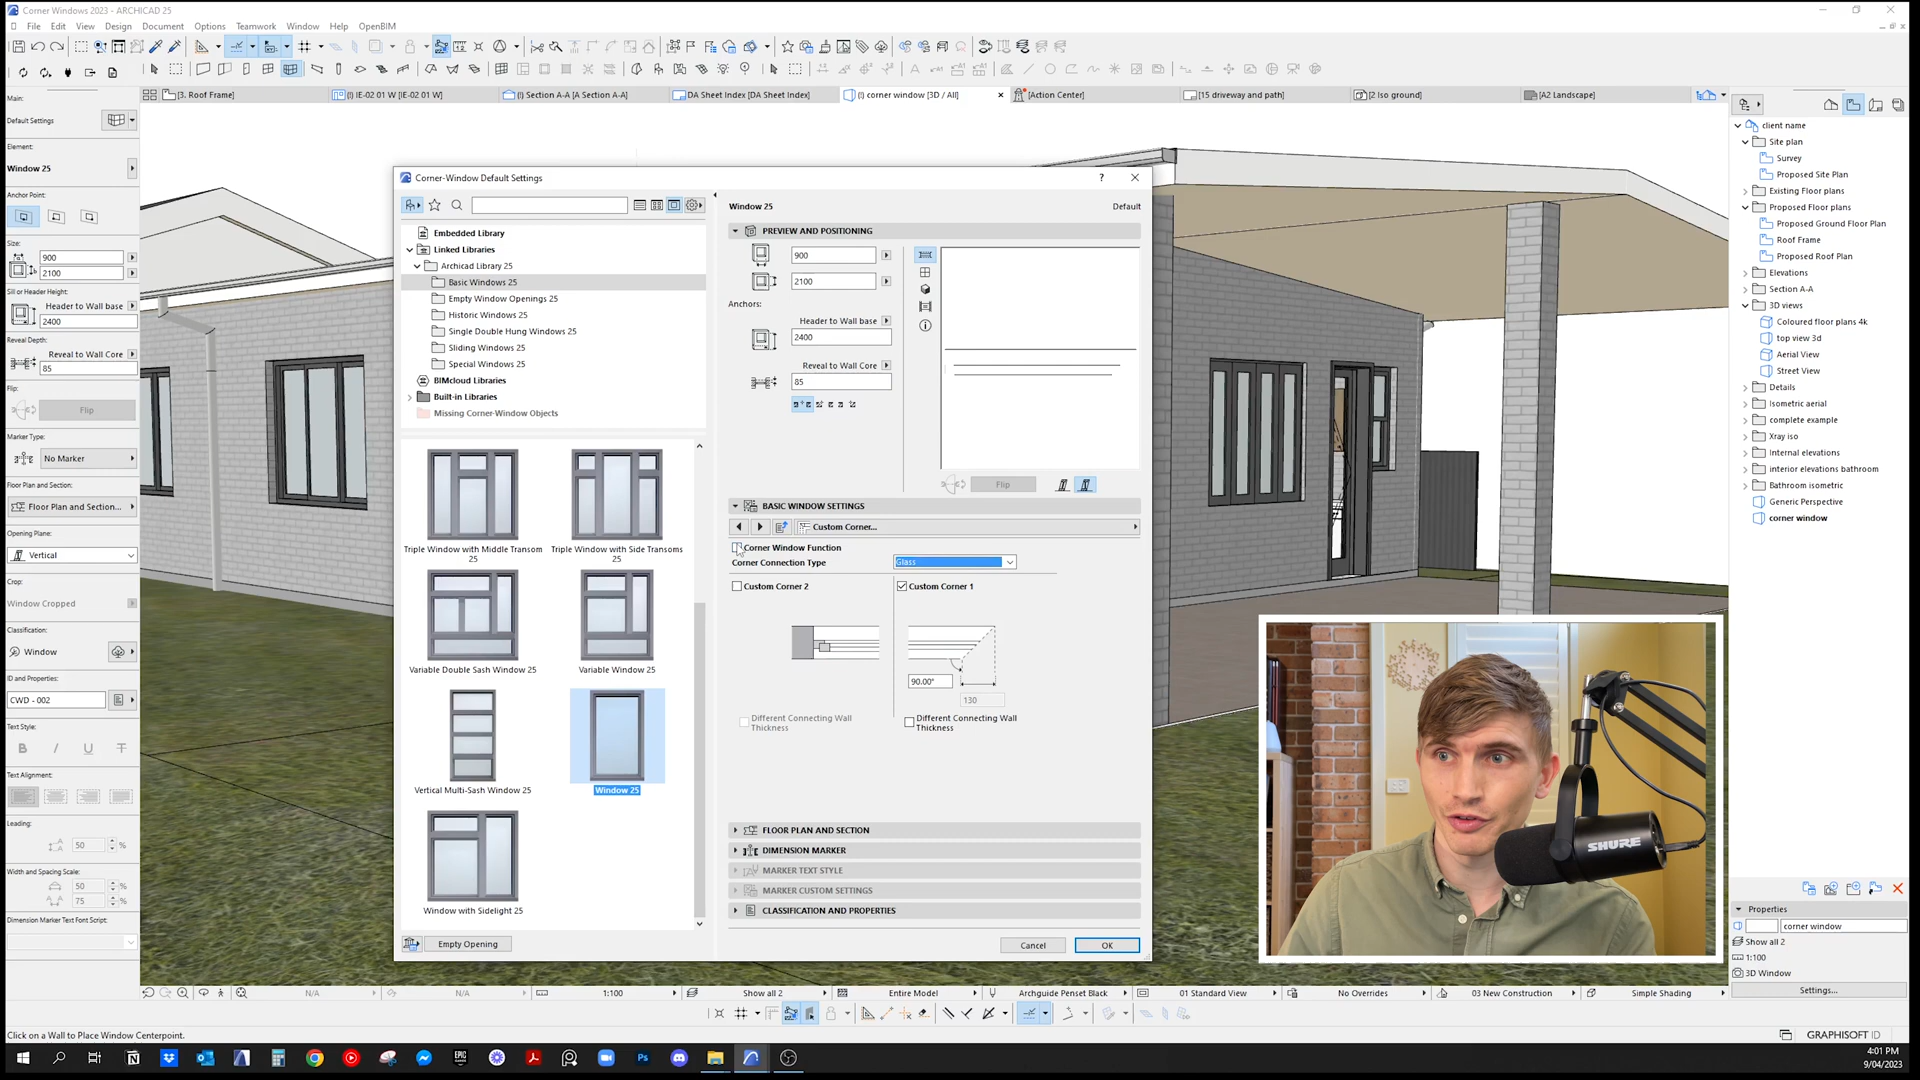 Corner Windows 2023 - ARCHICAD 25
File Edit View Design Document Options Teamwork Window Help OpenBIM
[3. Roof Frame] (!) IE-02 01 W [IE-02 01 W] (!) Section A-A [A Section A-A] DA Sheet Index [DA Sheet Index] (!) corner window [3D / All] [Action Center] [15 driveway and path] [2 Iso ground] [A2 Landscape]
Main:
Default Settings
Element:
Window 25
Anchor Point:
Size:
900
2100
Sill or Header Height:
Header to Wall base
2400
Reveal Depth:
Reveal to Wall Core
85
Flip:
Flip
Marker Type:
No Marker
Floor Plan and Section:
Floor Plan and Section...
Opening Plane:
Vertical
Crop:
Window Cropped
Classification:
Window
ID and Properties:
CWD - 002
Text Style:
B I U T
Text Alignment:
Leading:
50 %
Width and Spacing Scale:
50 %
75 %
Dimension Marker Text Font Script:
Corner-Window Default Settings
?
Embedded Library
Linked Libraries
Archicad Library 25
Basic Windows 25
Empty Window Openings 25
Historic Windows 25
Single Double Hung Windows 25
Sliding Windows 25
Special Windows 25
BIMcloud Libraries
Built-in Libraries
Missing Corner-Window Objects
Triple Window with Middle Transom 25
Triple Window with Side Transoms 25
Variable Double Sash Window 25
Variable Window 25
Vertical Multi-Sash Window 25
Window 25
Window with Sidelight 25
Empty Opening
Window 25
Default
PREVIEW AND POSITIONING
900
2100
Anchors:
Header to Wall base
2400
Reveal to Wall Core
85
Flip
BASIC WINDOW SETTINGS
Custom Corner...
Corner Window Function
Corner Connection Type
Glass
Custom Corner 2
Custom Corner 1
90.00°
130
Different Connecting Wall Thickness
Different Connecting Wall Thickness
FLOOR PLAN AND SECTION
DIMENSION MARKER
MARKER TEXT STYLE
MARKER CUSTOM SETTINGS
CLASSIFICATION AND PROPERTIES
Cancel
OK
client name
Site plan
Survey
Proposed Site Plan
Existing Floor plans
Proposed Floor plans
Proposed Ground Floor Plan
Roof Frame
Proposed Roof Plan
Elevations
Section A-A
3D views
Coloured floor plans 4k
top view 3d
Aerial View
Street View
Details
Isometric aerial
complete example
Xray iso
Internal elevations
interior elevations bathroom
Bathroom isometric
Generic Perspective
corner window
SHURE
Properties
corner window
Show all 2
1:100
3D Window
Settings...
N/A N/A 1:100 Show all 2 Entire Model Archguide Penset Black 01 Standard View No Overrides 03 New Construction Simple Shading
Click on a Wall to Place Window Centerpoint.
GRAPHISOFT ID
EPIC
Ps
4:01 PM
9/04/2023